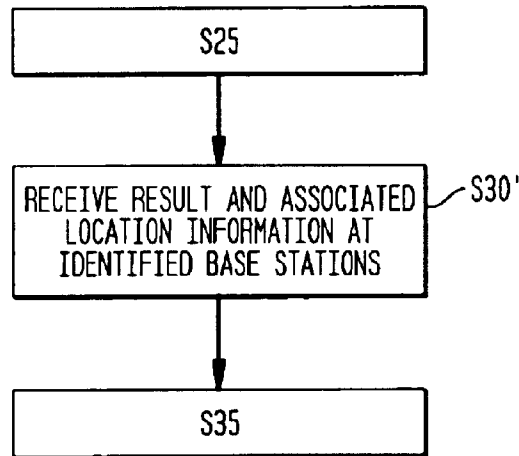 S25
RECEIVE RESULT AND ASSOCIATED
LOCATION INFORMATION AT
IDENTIFIED BASE STATIONS
S30'
S35